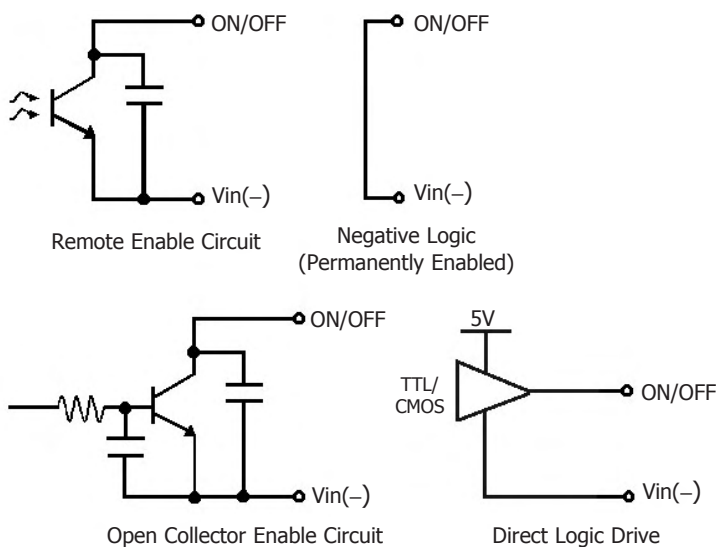 ON/OFF
Vin(−)
Remote Enable Circuit
ON/OFF
Vin(−)
Negative Logic
(Permanently Enabled)
ON/OFF
Vin(−)
Open Collector Enable Circuit
5V
TTL/
CMOS
ON/OFF
Vin(−)
Direct Logic Drive